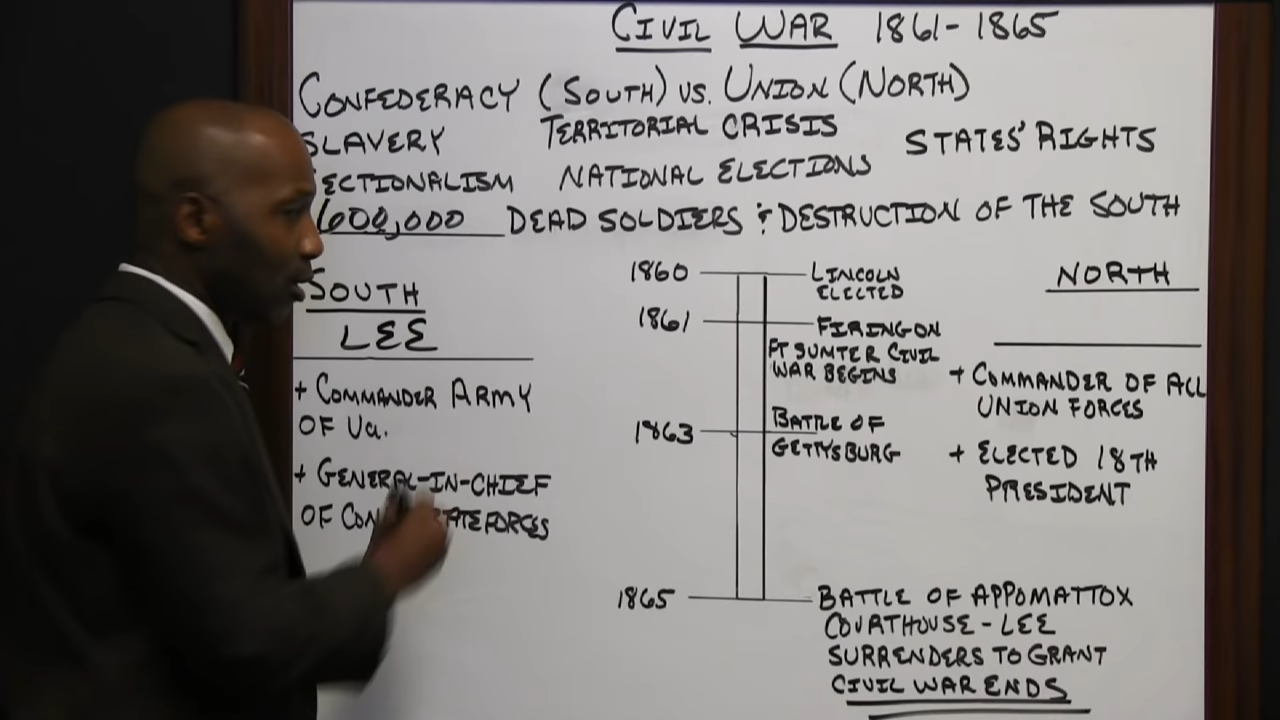 CIVIL WAR 1861-1865
CONFEDERACY (SOUTH) VS. UNION (NORTH)
SLAVERY TERRITORIAL CRISIS STATES' RIGHTS
ECTIONALISM NATIONAL ELECTIONS
600,000 DEAD SOLDIERS & DESTRUCTION OF THE SOUTH
SOUTH
LEE
+ COMMANDER ARMY
OF Va.
+ GENERAL-IN-CHIEF
OF CON ATE FORCES
1860
LINCOLN
ELECTED
1861
FIRING ON
FT SUMTER CIVIL
WAR BEGINS
1863
BATTLE OF
GETTYSBURG
1865
BATTLE OF APPOMATTOX
COURTHOUSE - LEE
SURRENDERS TO GRANT
CIVIL WAR ENDS
NORTH
+ COMMANDER OF ALL
UNION FORCES
+ ELECTED 18TH
PRESIDENT